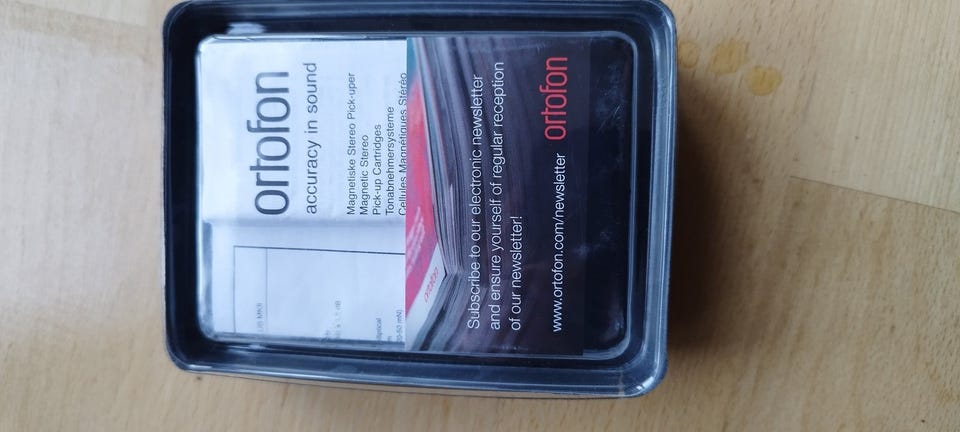 ortofon
accuracy in sound
Magnetiske Stereo Pick-uper
Magnetic Stereo
Pick-up Cartridges
Tonabnehmersysteme
Cellules Magnétiques Stéréo
ortofon
Subscribe to our electronic newsletter
and ensure yourself of regular reception
of our newsletter!
www.ortofon.com/newsletter
ortofon